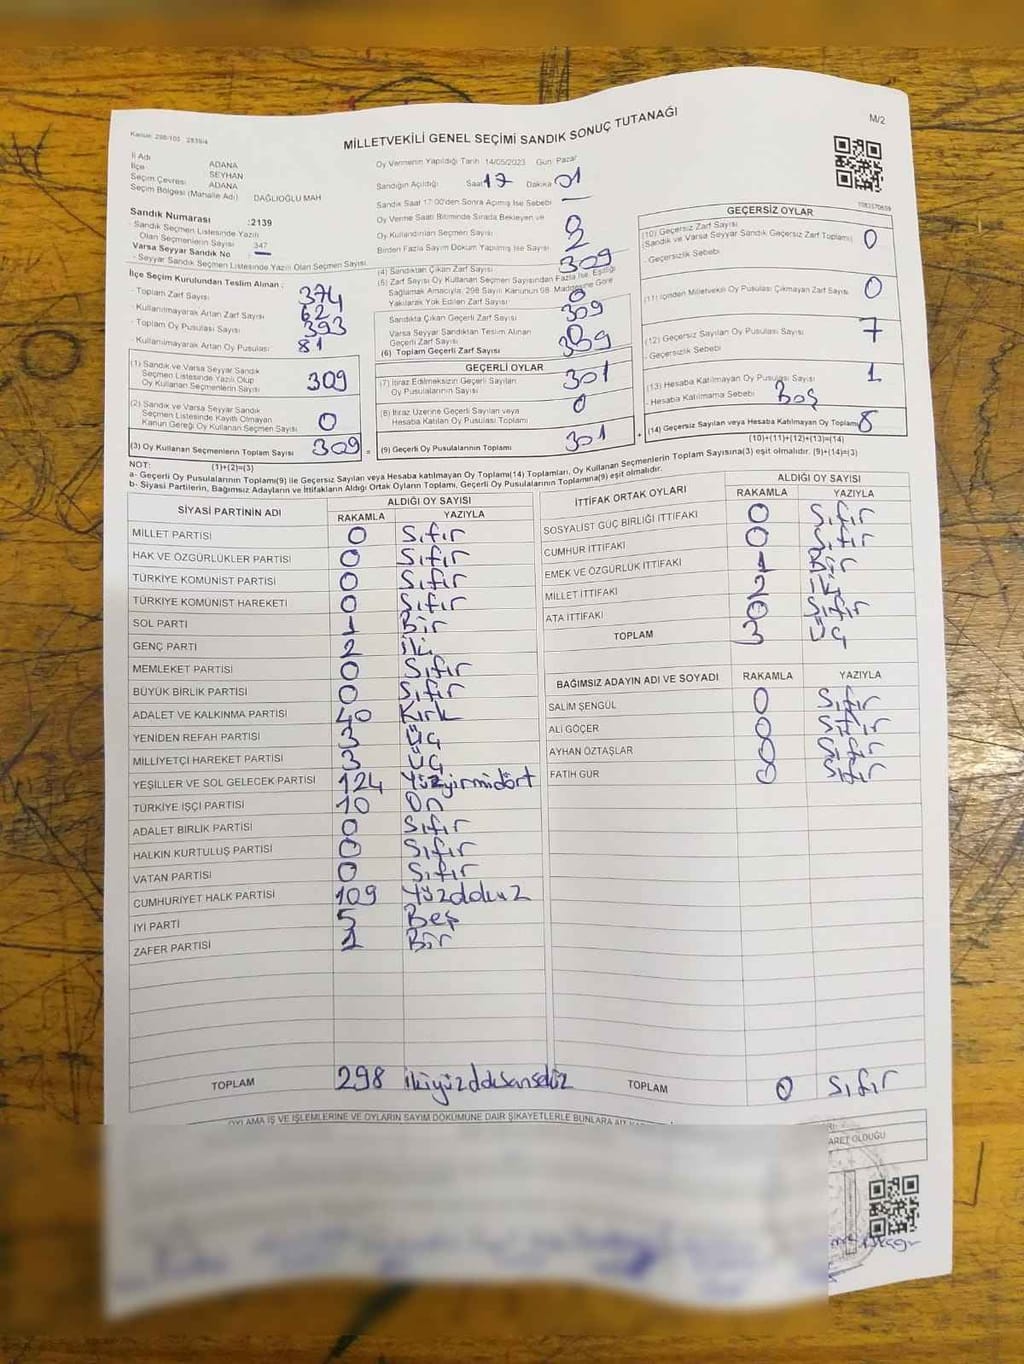 Kanun: 298/105 2839/4
MİLLETVEKİLİ GENEL SEÇİMİ SANDIK SONUÇ TUTANAĞI
M/2
İl Adı ADANA
İlçe SEYHAN
Seçim Çevresi ADANA
Seçim Bölgesi (Mahalle Adı) DAĞLIOĞLU MAH
Sandık Numarası :2139
- Sandık Seçmen Listesinde Yazılı
Olan Seçmenlerin Sayısı 347
Varsa Seyyar Sandık No —
- Seyyar Sandık Seçmen Listesinde Yazılı Olan Seçmen Sayısı
Oy Vermenin Yapıldığı Tarih 14/05/2023 Gün: Pazar
Sandığın Açıldığı Saat 17 Dakika 01
Sandık Saat 17:00'den Sonra Açılmış İse Sebebi —
Oy Verme Saati Bitiminde Sırada Bekleyen ve
Oy Kullandırılan Seçmen Sayısı
Birden Fazla Sayım Döküm Yapılmış İse Sayısı
İlçe Seçim Kurulundan Teslim Alınan :
- Toplam Zarf Sayısı 374
- Kullanılmayarak Artan Zarf Sayısı 62
- Toplam Oy Pusulası Sayısı 393
- Kullanılmayarak Artan Oy Pusulası 81
(1) Sandık ve Varsa Seyyar Sandık
Seçmen Listesinde Yazılı Olup
Oy Kullanan Seçmenlerin Sayısı 309
(2) Sandık ve Varsa Seyyar Sandık
Seçmen Listesinde Kayıtlı Olmayan
Kanun Gereği Oy Kullanan Seçmen Sayısı 0
(3) Oy Kullanan Seçmenlerin Toplam Sayısı 309
(1)+(2)=(3)
(4) Sandıktan Çıkan Zarf Sayısı 309
(5) Zarf Sayısı Oy Kullanan Seçmen Sayısından Fazla İse, Eşitliği
Sağlamak Amacıyla, 298 Sayılı Kanunun 98. Maddesine Göre
Yakılarak Yok Edilen Zarf Sayısı 0
Sandıkta Çıkan Geçerli Zarf Sayısı 309
Varsa Seyyar Sandıktan Teslim Alınan
Geçerli Zarf Sayısı
(6) Toplam Geçerli Zarf Sayısı 309
GEÇERLİ OYLAR
(7) İtiraz Edilmeksizin Geçerli Sayılan
Oy Pusulalarının Sayısı 301
(8) İtiraz Üzerine Geçerli Sayılan veya
Hesaba Katılan Oy Pusulası Toplamı 0
= (9) Geçerli Oy Pusulalarının Toplamı 301
GEÇERSİZ OYLAR
(10) Geçersiz Zarf Sayısı
(Sandık ve Varsa Seyyar Sandık Geçersiz Zarf Toplamı) 0
- Geçersizlik Sebebi
(11) İçinden Milletvekili Oy Pusulası Çıkmayan Zarf Sayısı 0
(12) Geçersiz Sayılan Oy Pusulası Sayısı 7
- Geçersizlik Sebebi
(13) Hesaba Katılmayan Oy Pusulası Sayısı 1
- Hesaba Katılmama Sebebi Boş
+ (14) Geçersiz Sayılan veya Hesaba Katılmayan Oy Toplamı 8
(10)+(11)+(12)+(13)=(14)
NOT:
a- Geçerli Oy Pusulalarının Toplamı(9) ile Geçersiz Sayılan veya Hesaba katılmayan Oy Toplamı(14) Toplamları, Oy Kullanan Seçmenlerin Toplam Sayısına(3) eşit olmalıdır. (9)+(14)=(3)
b- Siyasi Partilerin, Bağımsız Adayların ve İttifakların Aldığı Ortak Oyların Toplamı, Geçerli Oy Pusulalarının Toplamına(9) eşit olmalıdır.
SİYASİ PARTİNİN ADI ALDIĞI OY SAYISI
RAKAMLA YAZIYLA
MİLLET PARTİSİ 0 Sıfır
HAK VE ÖZGÜRLÜKLER PARTİSİ 0 Sıfır
TÜRKİYE KOMÜNİST PARTİSİ 0 Sıfır
TÜRKİYE KOMÜNİST HAREKETİ 0 Sıfır
SOL PARTİ 1 Bir
GENÇ PARTİ 2 İki
MEMLEKET PARTİSİ 0 Sıfır
BÜYÜK BİRLİK PARTİSİ 0 Sıfır
ADALET VE KALKINMA PARTİSİ 40 Kırk
YENİDEN REFAH PARTİSİ 3 Üç
MİLLİYETÇİ HAREKET PARTİSİ 3 Üç
YEŞİLLER VE SOL GELECEK PARTİSİ 124 Yüzyirmidört
TÜRKİYE İŞÇİ PARTİSİ 10 On
ADALET BİRLİK PARTİSİ 0 Sıfır
HALKIN KURTULUŞ PARTİSİ 0 Sıfır
VATAN PARTİSİ 0 Sıfır
CUMHURİYET HALK PARTİSİ 109 Yüzdokuz
İYİ PARTİ 5 Beş
ZAFER PARTİSİ 1 Bir
TOPLAM 298 ikiyüzdoksansekiz
İTTİFAK ORTAK OYLARI ALDIĞI OY SAYISI
RAKAMLA YAZIYLA
SOSYALİST GÜÇ BİRLİĞİ İTTİFAKI 0 Sıfır
CUMHUR İTTİFAKI 0 Sıfır
EMEK VE ÖZGÜRLÜK İTTİFAKI 1 Bir
MİLLET İTTİFAKI 2 İki
ATA İTTİFAKI 0 Sıfır
TOPLAM 3 Üç
BAĞIMSIZ ADAYIN ADI VE SOYADI RAKAMLA YAZIYLA
SALİM ŞENGÜL 0 Sıfır
ALİ GÖÇER 0 Sıfır
AYHAN ÖZTAŞLAR 0 Sıfır
FATİH GÜR 0 Sıfır
TOPLAM 0 Sıfır
OYLAMA İŞ VE İŞLEMLERİNE VE OYLARIN SAYIM DÖKÜMÜNE DAİR ŞİKAYETLERLE BUNLARA AİT
ARET OLDUĞU